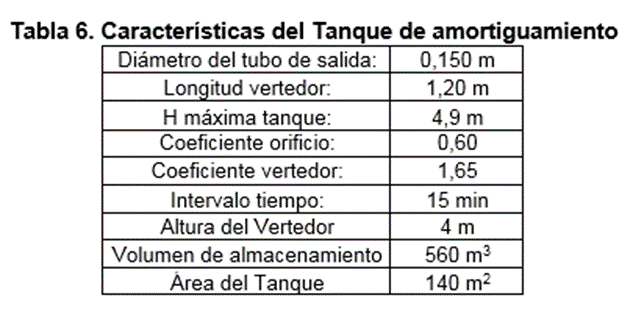 Tabla 6. Características del Tanque de amortiguamiento
Diámetro del tubo de salida: 0,150 m
Longitud vertedor: 1,20 m
H máxima tanque: 4,9 m
Coeficiente orificio: 0,60
Coeficiente vertedor: 1,65
Intervalo tiempo: 15 min
Altura del Vertedor 4 m
Volumen de almacenamiento 560 m³
Área del Tanque 140 m²